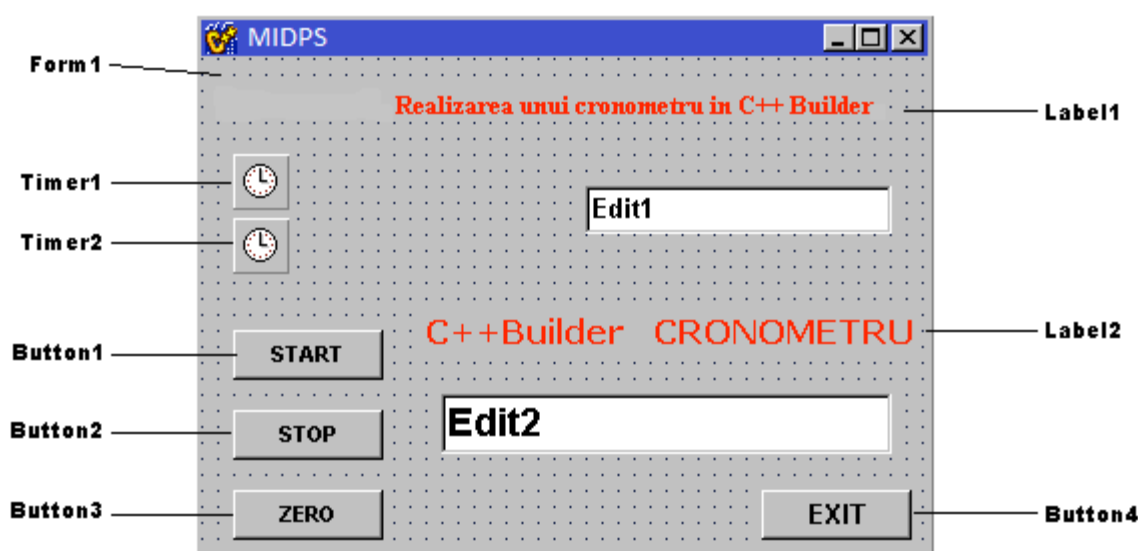 MIDPS
Form1
Realizarea unui cronometru in C++ Builder
Label1
Timer1
Edit1
Timer2
C++Builder CRONOMETRU
Label2
Button1
START
Edit2
Button2
STOP
Button3
ZERO
EXIT
Button4